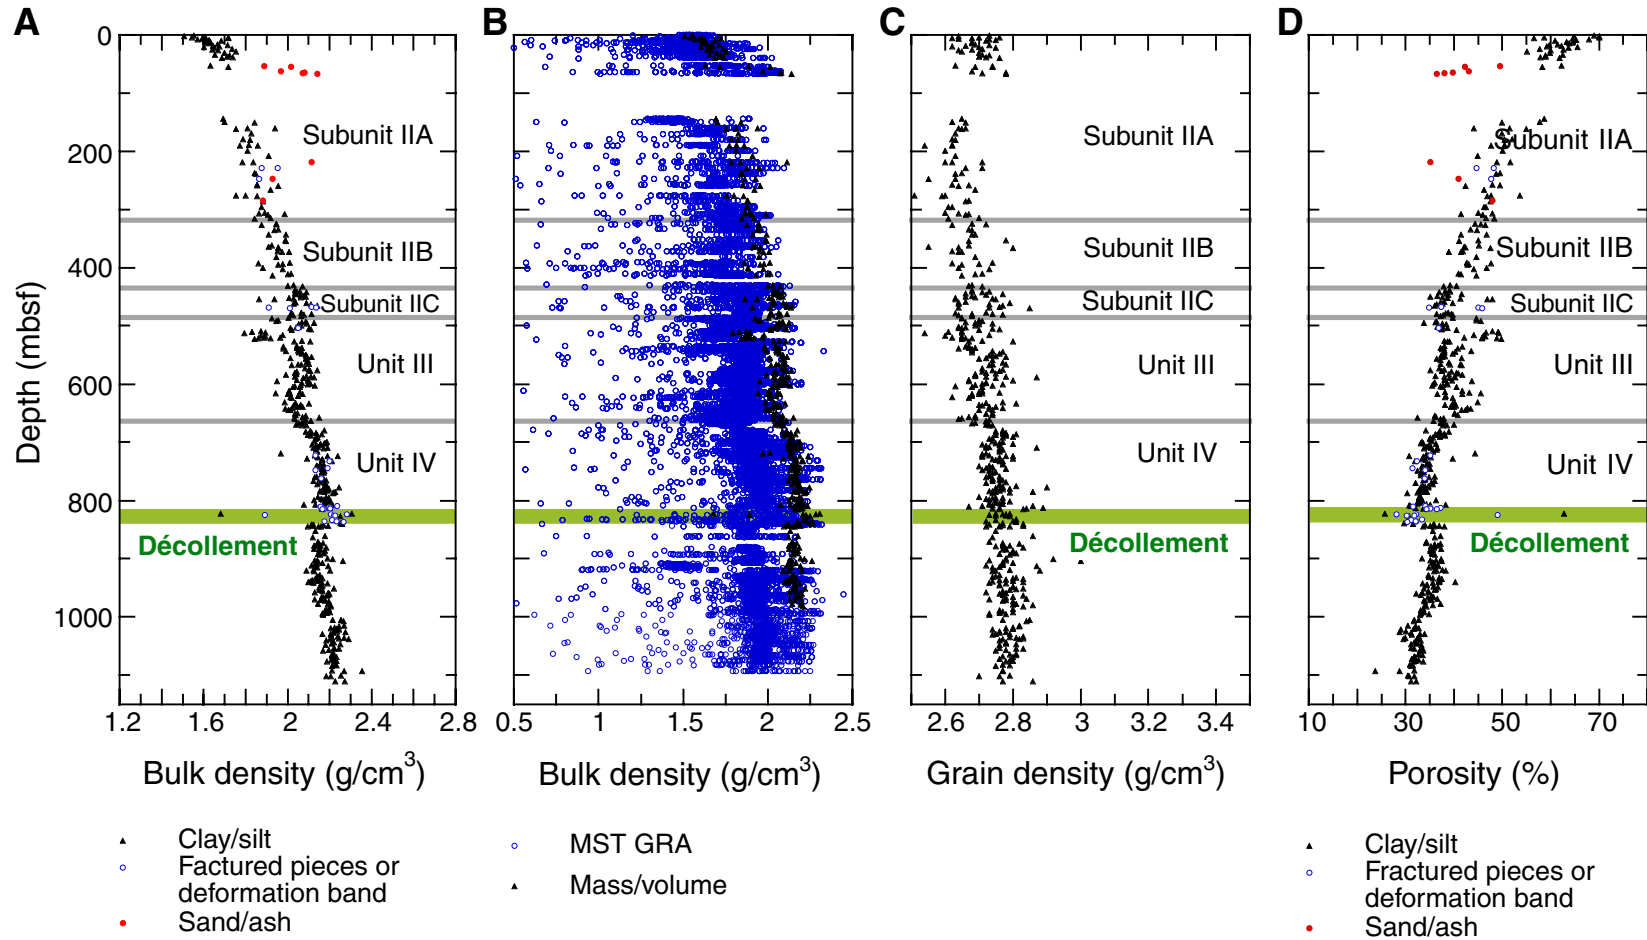 A
B
C
D
0
200
400
600
800
1000
Depth (mbsf)
Subunit IIA
Subunit IIB
Subunit IIC
Unit III
Unit IV
Décollement
1.2
1.6
2
2.4
2.8
Bulk density (g/cm³)
Clay/silt
Factured pieces or
deformation band
Sand/ash
0.5
1
1.5
2
2.5
Bulk density (g/cm³)
MST GRA
Mass/volume
Subunit IIA
Subunit IIB
Subunit IIC
Unit III
Unit IV
Décollement
2.6
2.8
3
3.2
3.4
Grain density (g/cm³)
Subunit IIA
Subunit IIB
Subunit IIC
Unit III
Unit IV
Décollement
10
30
50
70
Porosity (%)
Clay/silt
Fractured pieces or
deformation band
Sand/ash